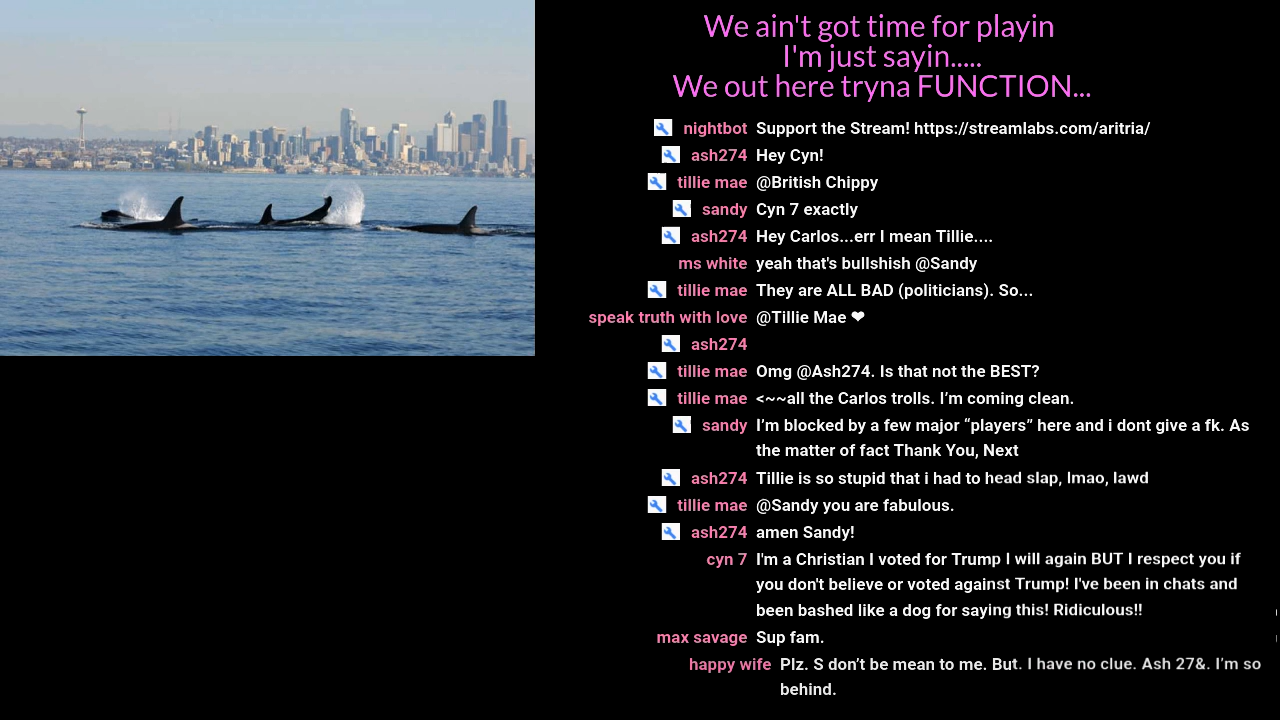 We ain't got time for playin
I'm just sayin.....
We out here tryna FUNCTION...
nightbot Support the Stream! https://streamlabs.com/aritria/
ash274 Hey Cyn!
tillie mae @British Chippy
sandy Cyn 7 exactly
ash274 Hey Carlos...err I mean Tillie....
ms white yeah that's bullshish @Sandy
tillie mae They are ALL BAD (politicians). So...
speak truth with love @Tillie Mae ❤
ash274
tillie mae Omg @Ash274. Is that not the BEST?
tillie mae <~~all the Carlos trolls. I’m coming clean.
sandy I’m blocked by a few major “players” here and i dont give a fk. As
the matter of fact Thank You, Next
ash274 Tillie is so stupid that i had to head slap, lmao, lawd
tillie mae @Sandy you are fabulous.
ash274 amen Sandy!
cyn 7 I'm a Christian I voted for Trump I will again BUT I respect you if
you don't believe or voted against Trump! I've been in chats and
been bashed like a dog for saying this! Ridiculous!!
max savage Sup fam.
happy wife Plz. S don’t be mean to me. But. I have no clue. Ash 27&. I’m so
behind.